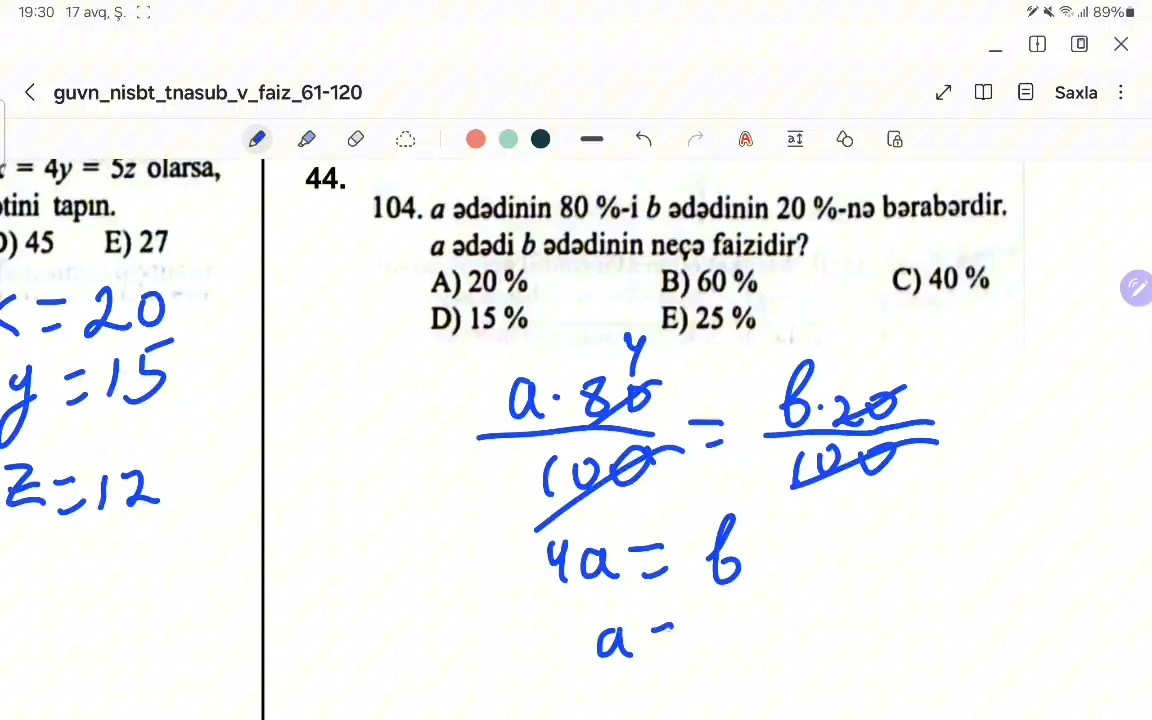 19:30 17 avq, Ş. 89%
guvn_nisbt_tnasub_v_faiz_61-120 Saxla
= 4y = 5z olarsa,
tini tapın.
) 45 E) 27
= 20
y = 15
z = 12
44.
104. a ədədinin 80 %-i b ədədinin 20 %-nə bərabərdir.
a ədədi b ədədinin neçə faizidir?
A) 20 % B) 60 % C) 40 %
D) 15 % E) 25 %
4
a · 80 = b · 20
100 100
4a = b
a =